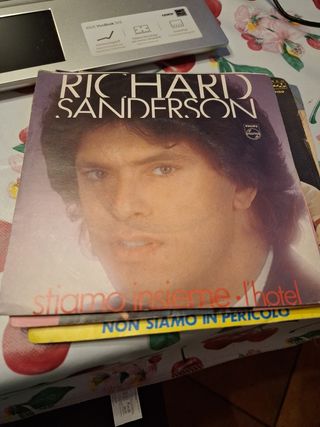 RICHARD
SANDERSON
PHILIPS
stiamo insieme • l'hotel
NON SIAMO IN PERICOLO